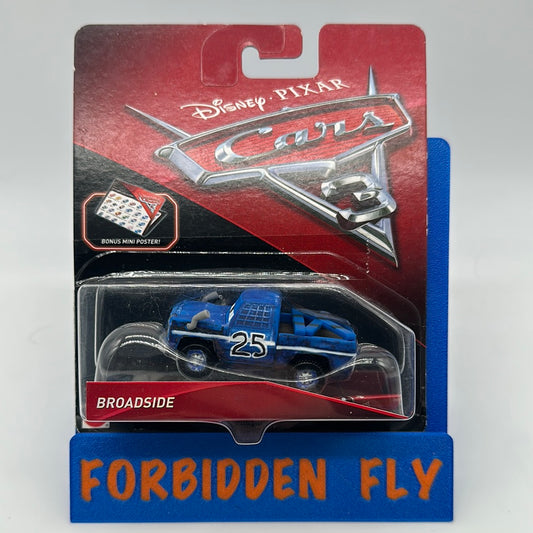 Disney · PIXAR
Cars
3
BONUS MINI POSTER!
25
BROADSIDE
FORBIDDEN FLY